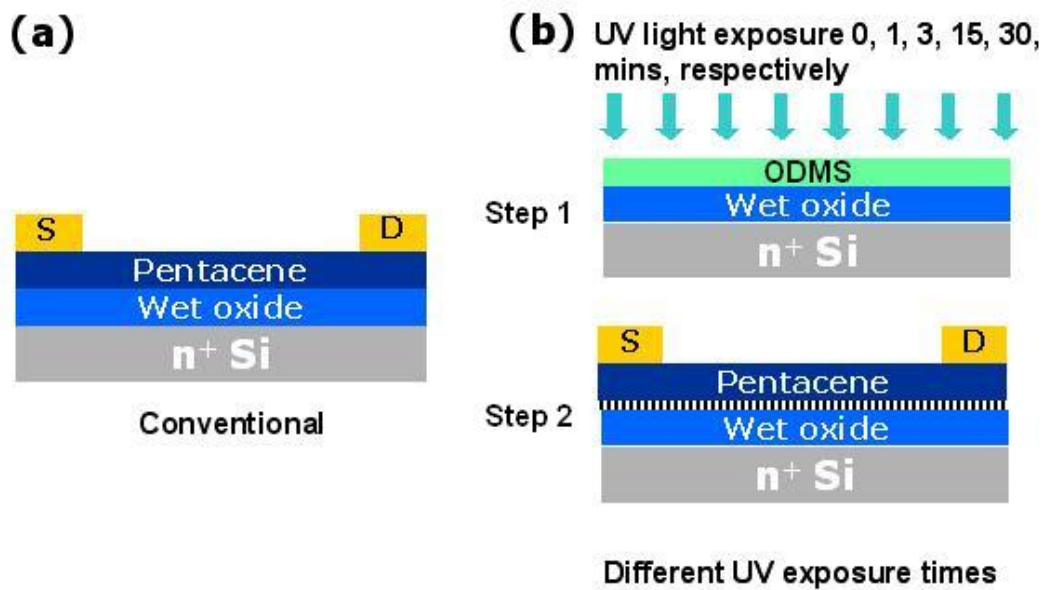 (a)
S D
Pentacene
Wet oxide
n⁺ Si
Conventional
(b) UV light exposure 0, 1, 3, 15, 30,
mins, respectively
ODMS
Step 1
Wet oxide
n⁺ Si
S D
Pentacene
Step 2
Wet oxide
n⁺ Si
Different UV exposure times